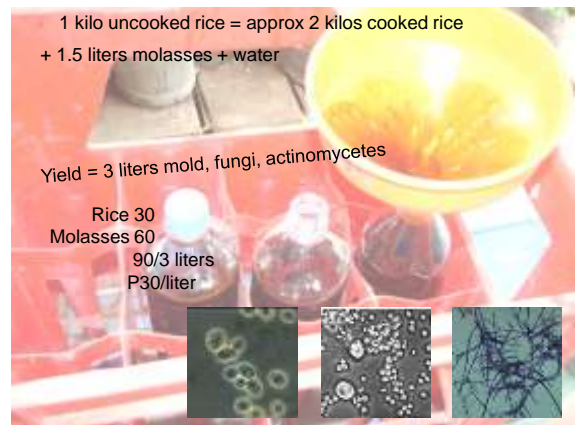 1 kilo uncooked rice = approx 2 kilos cooked rice
+ 1.5 liters molasses + water
Yield = 3 liters mold, fungi, actinomycetes
Rice 30
Molasses 60
90/3 liters
P30/liter